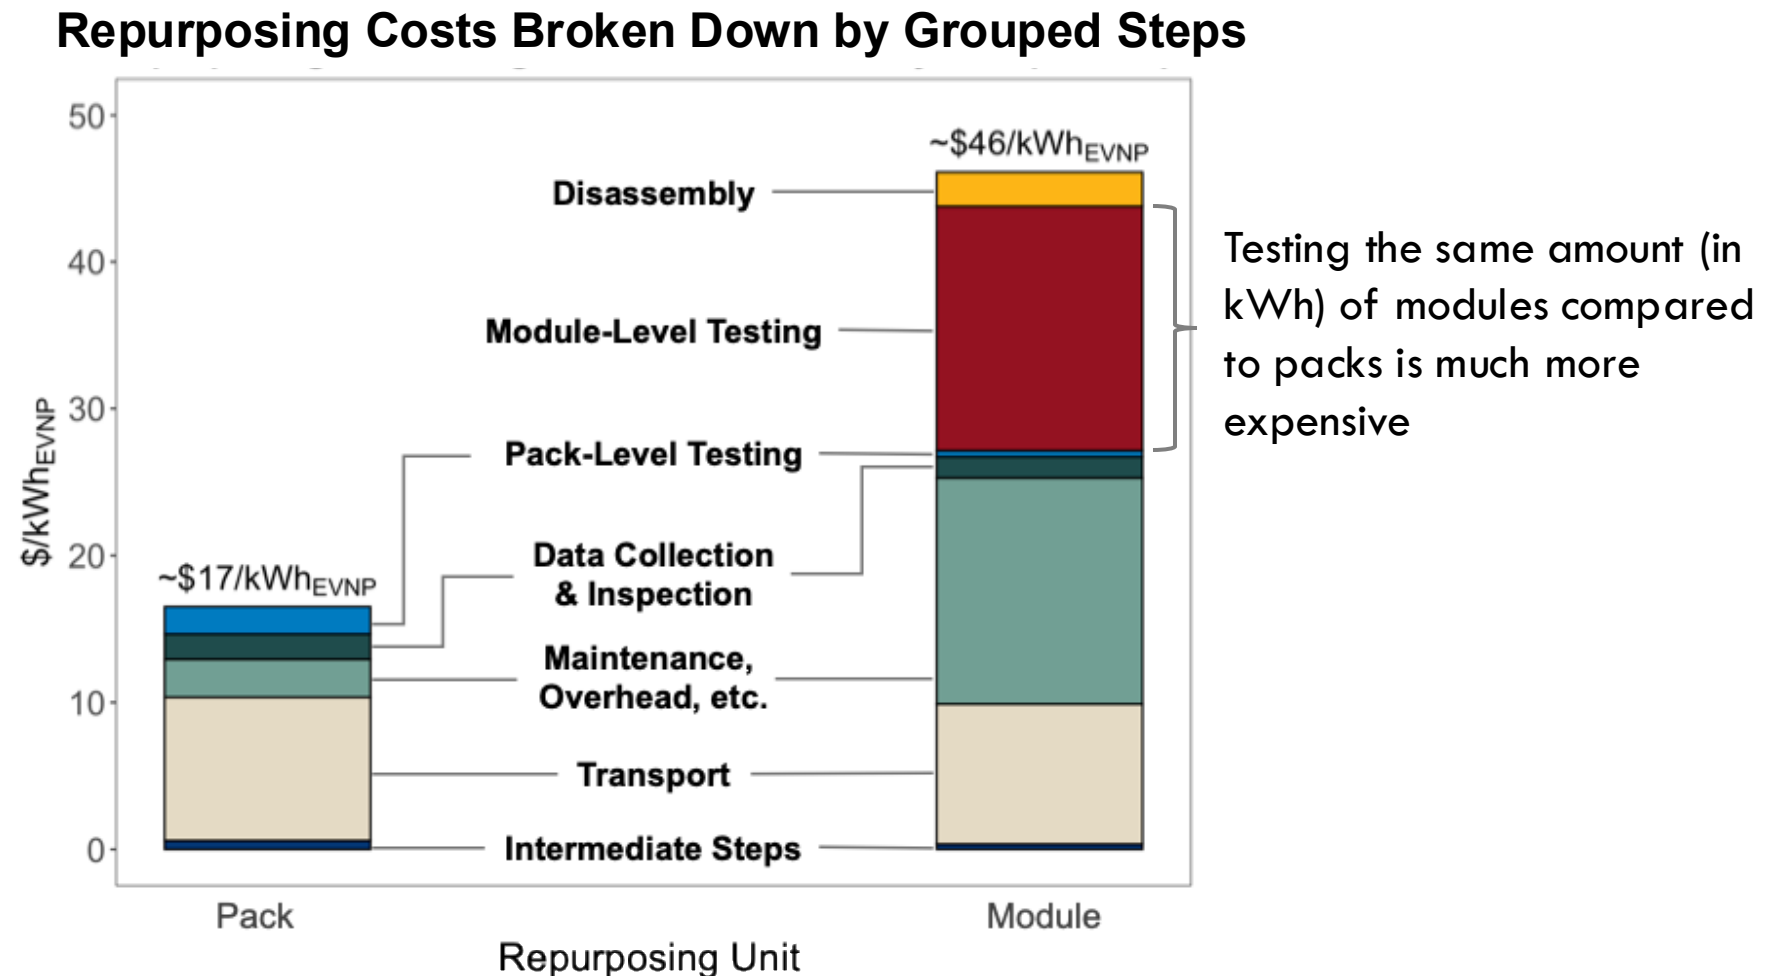 Repurposing Costs Broken Down by Grouped Steps
50
40
30
20
10
0
$/kWhEVNP
~$17/kWhEVNP
~$46/kWhEVNP
Disassembly
Module-Level Testing
Pack-Level Testing
Data Collection
& Inspection
Maintenance,
Overhead, etc.
Transport
Intermediate Steps
Pack
Module
Repurposing Unit
Testing the same amount (in
kWh) of modules compared
to packs is much more
expensive